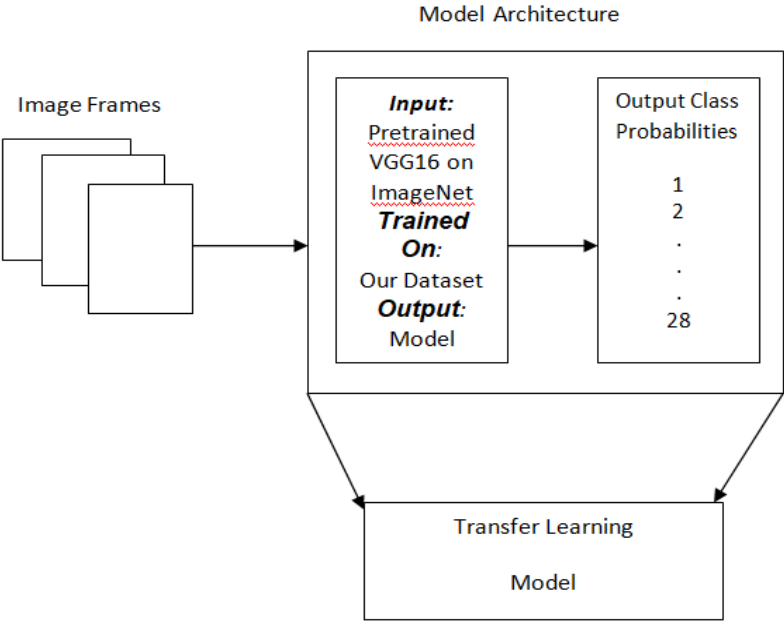 Model Architecture
Image Frames
Input:
Pretrained
VGG16 on
ImageNet
Trained
On:
Our Dataset
Output:
Model
Output Class
Probabilities
1
2
.
.
.
28
Transfer Learning
Model